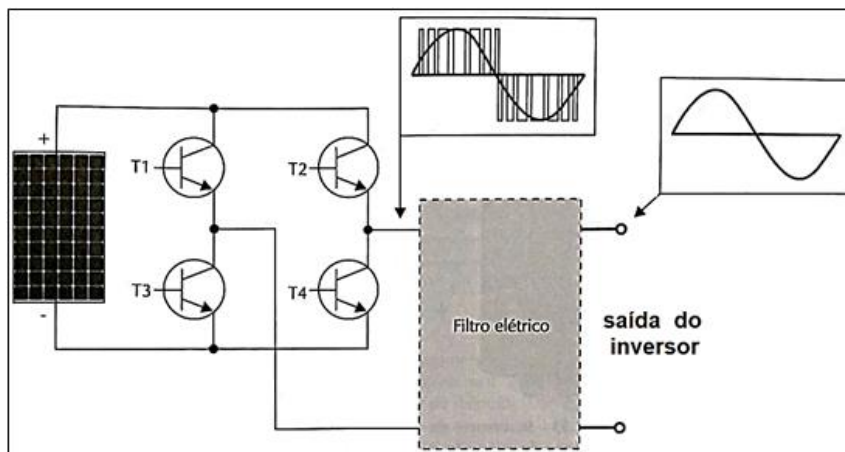 +
T1
T2
T3
T4
-
Filtro elétrico
saída do
inversor